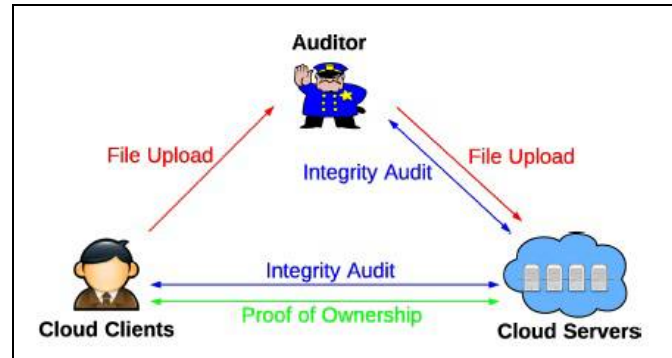 Auditor
File Upload
File Upload
Integrity Audit
Integrity Audit
Proof of Ownership
Cloud Clients
Cloud Servers